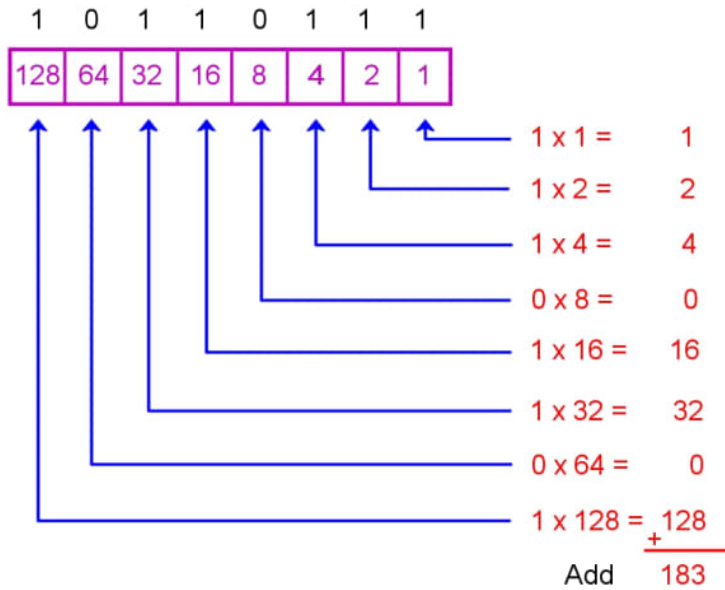 1 0 1 1 0 1 1 1
128 64 32 16 8 4 2 1
1 x 1 = 1
1 x 2 = 2
1 x 4 = 4
0 x 8 = 0
1 x 16 = 16
1 x 32 = 32
0 x 64 = 0
1 x 128 = 128
+
Add 183